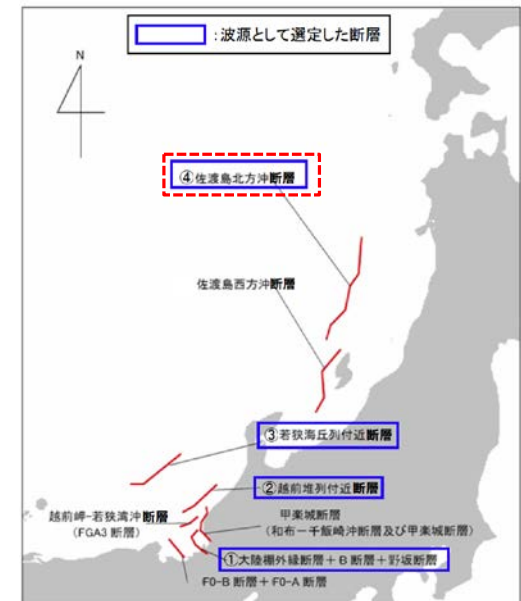 ：波源として選定した断層
N
④佐渡島北方沖断層
佐渡島西方沖断層
③若狭海丘列付近断層
②越前堆列付近断層
越前岬－若狭湾沖断層
(FGA3 断層)
甲楽城断層
(和布－干飯崎沖断層及び甲楽城断層)
①大陸棚外縁断層＋B 断層＋野坂断層
F0-B 断層＋F0-A 断層